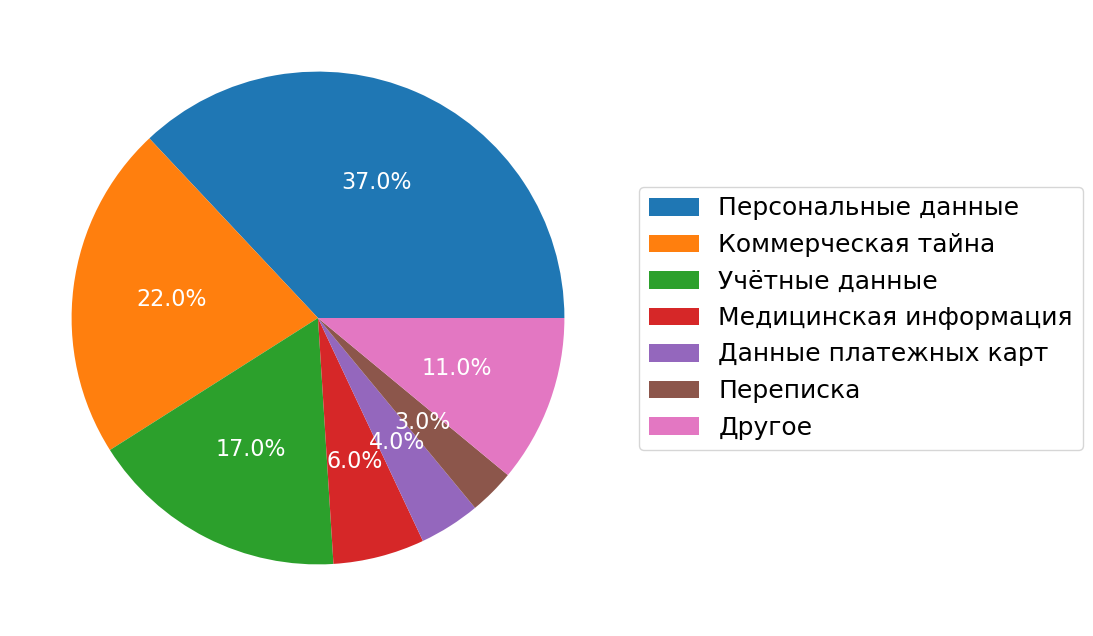 37.0%
22.0%
17.0%
6.0%
4.0%
3.0%
11.0%
Персональные данные
Коммерческая тайна
Учётные данные
Медицинская информация
Данные платежных карт
Переписка
Другое